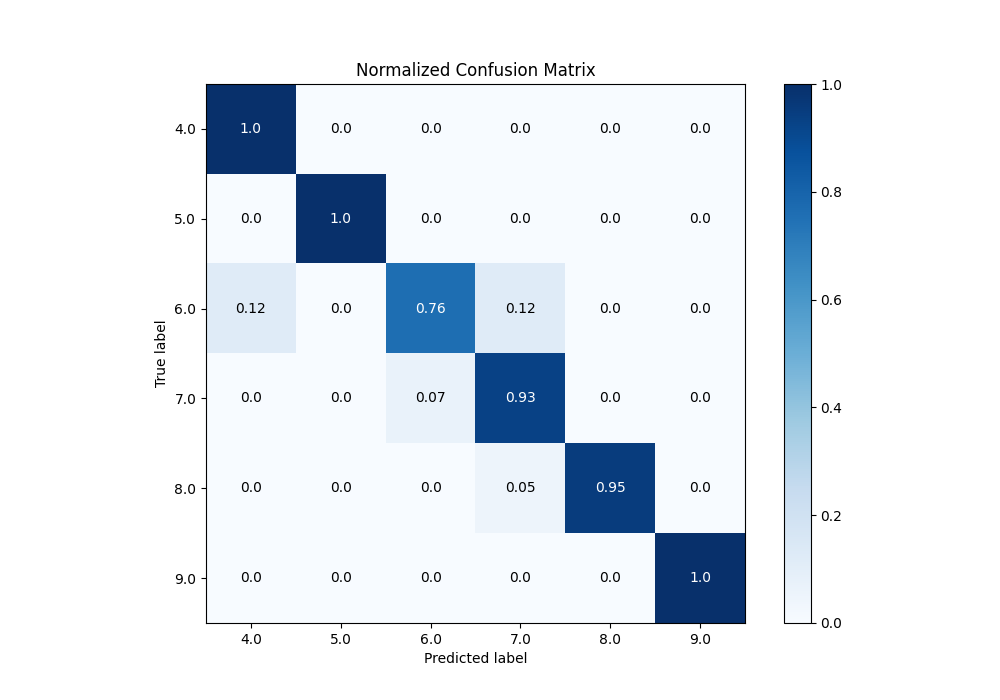 Normalized Confusion Matrix
True label
4.0 1.0 0.0 0.0 0.0 0.0 0.0
5.0 0.0 1.0 0.0 0.0 0.0 0.0
6.0 0.12 0.0 0.76 0.12 0.0 0.0
7.0 0.0 0.0 0.07 0.93 0.0 0.0
8.0 0.0 0.0 0.0 0.05 0.95 0.0
9.0 0.0 0.0 0.0 0.0 0.0 1.0
4.0 5.0 6.0 7.0 8.0 9.0
Predicted label
1.0
0.8
0.6
0.4
0.2
0.0